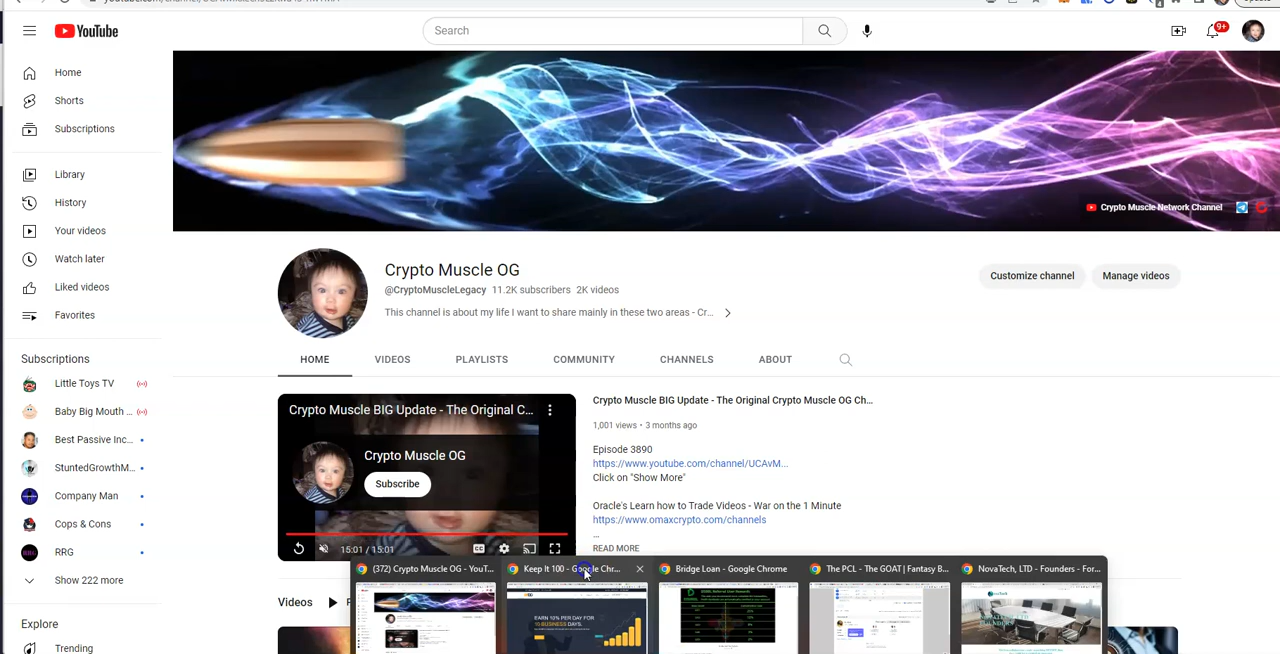 YouTube
Search
9+
Home
Shorts
Subscriptions
Library
History
Your videos
Watch later
Liked videos
Favorites
Subscriptions
Little Toys TV
Baby Big Mouth ...
Best Passive Inc...
StuntedGrowthM...
Company Man
Cops & Cons
RRG
Show 222 more
Explore
Trending
Crypto Muscle Network Channel
Crypto Muscle OG
@CryptoMuscleLegacy 11.2K subscribers 2K videos
This channel is about my life I want to share mainly in these two areas - Cr...
Customize channel
Manage videos
HOME
VIDEOS
PLAYLISTS
COMMUNITY
CHANNELS
ABOUT
Crypto Muscle BIG Update - The Original C...
Crypto Muscle OG
Subscribe
15:01 / 15:01
Crypto Muscle BIG Update - The Original Crypto Muscle OG Ch...
1,001 views • 3 months ago
Episode 3890
https://www.youtube.com/channel/UCAvM...
Click on "Show More"
Oracle's Learn how to Trade Videos - War on the 1 Minute
https://www.omaxcrypto.com/channels
...
READ MORE
Videos
(372) Crypto Muscle OG - YouT...
Keep It 100 - Google Chr...
Bridge Loan - Google Chrome
The PCL - The GOAT | Fantasy B...
NovaTech, LTD - Founders - For...
EARN 10% PER DAY FOR
15 BUSINESS DAYS.